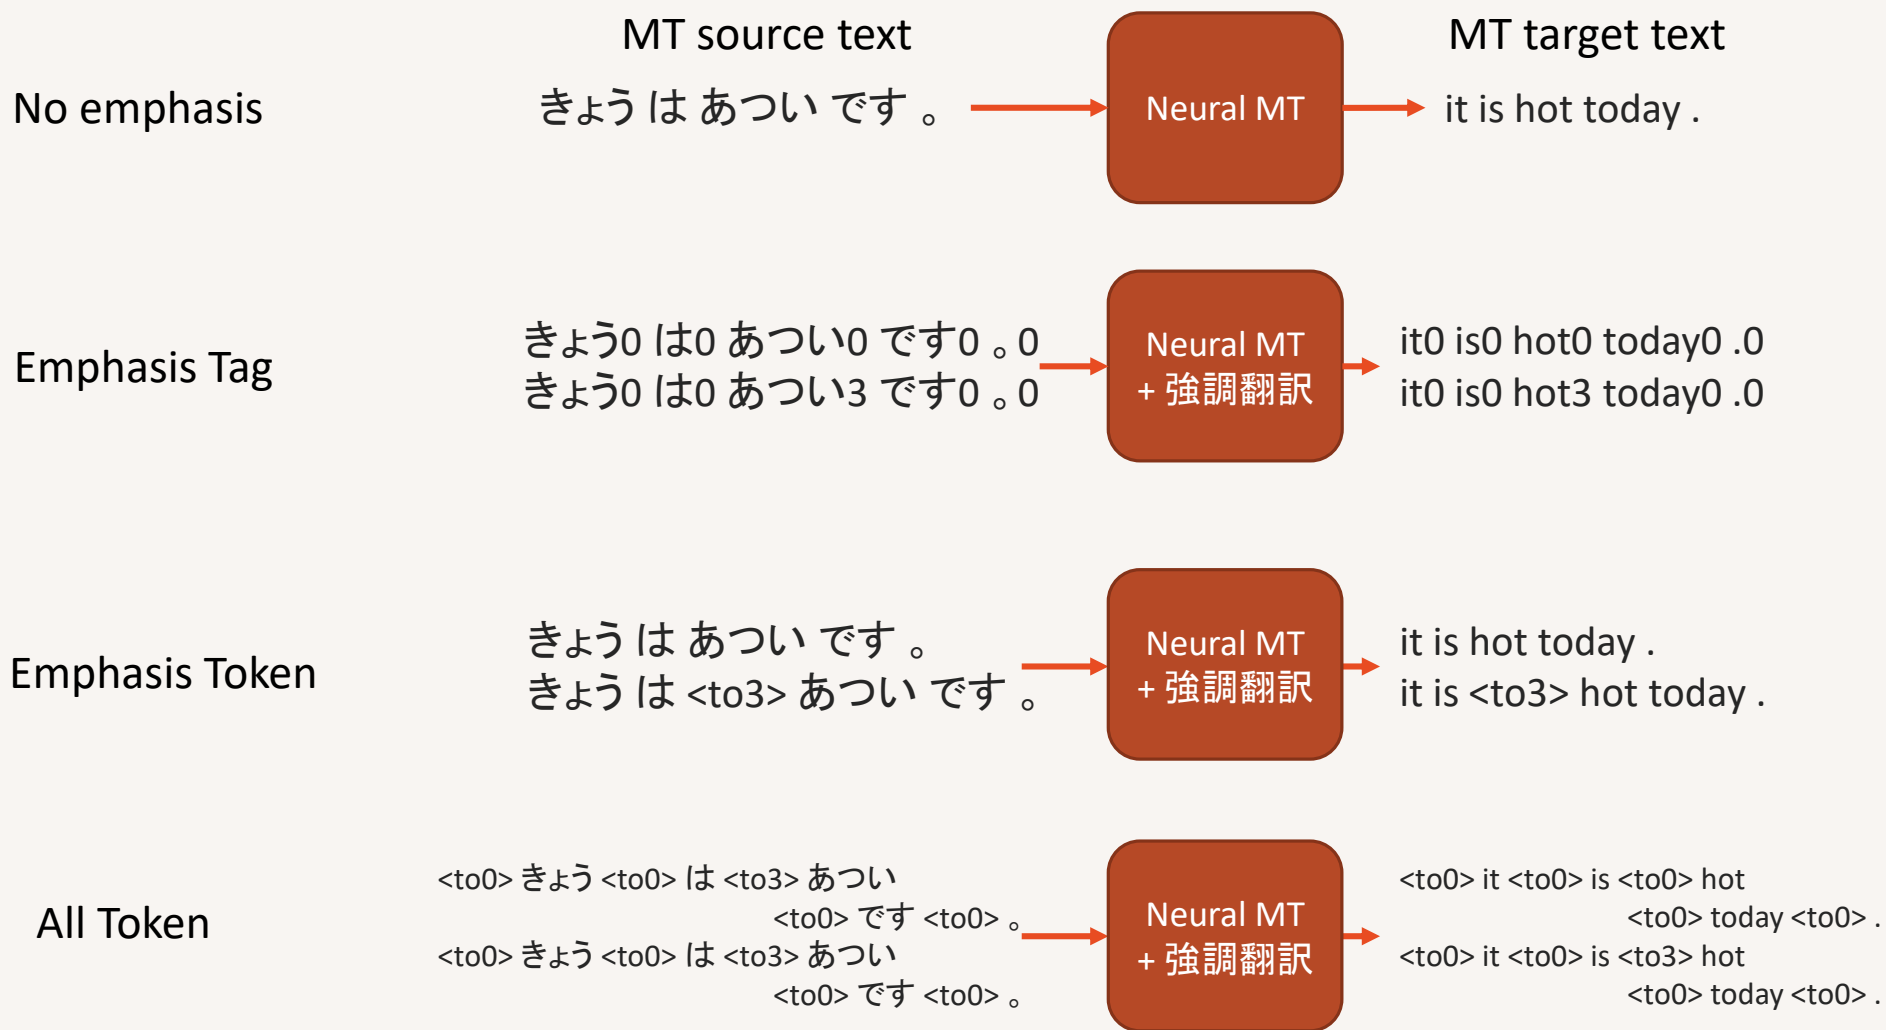 MT source text
MT target text
No emphasis
きょう は あつい です 。
Neural MT
it is hot today .
Emphasis Tag
きょう0 は0 あつい0 です0 。0
きょう0 は0 あつい3 です0 。0
Neural MT
+ 強調翻訳
it0 is0 hot0 today0 .0
it0 is0 hot3 today0 .0
Emphasis Token
きょう は あつい です 。
きょう は <to3> あつい です 。
Neural MT
+ 強調翻訳
it is hot today .
it is <to3> hot today .
All Token
<to0> きょう <to0> は <to3> あつい
<to0> です <to0> 。
<to0> きょう <to0> は <to3> あつい
<to0> です <to0> 。
Neural MT
+ 強調翻訳
<to0> it <to0> is <to0> hot
<to0> today <to0> .
<to0> it <to0> is <to3> hot
<to0> today <to0> .